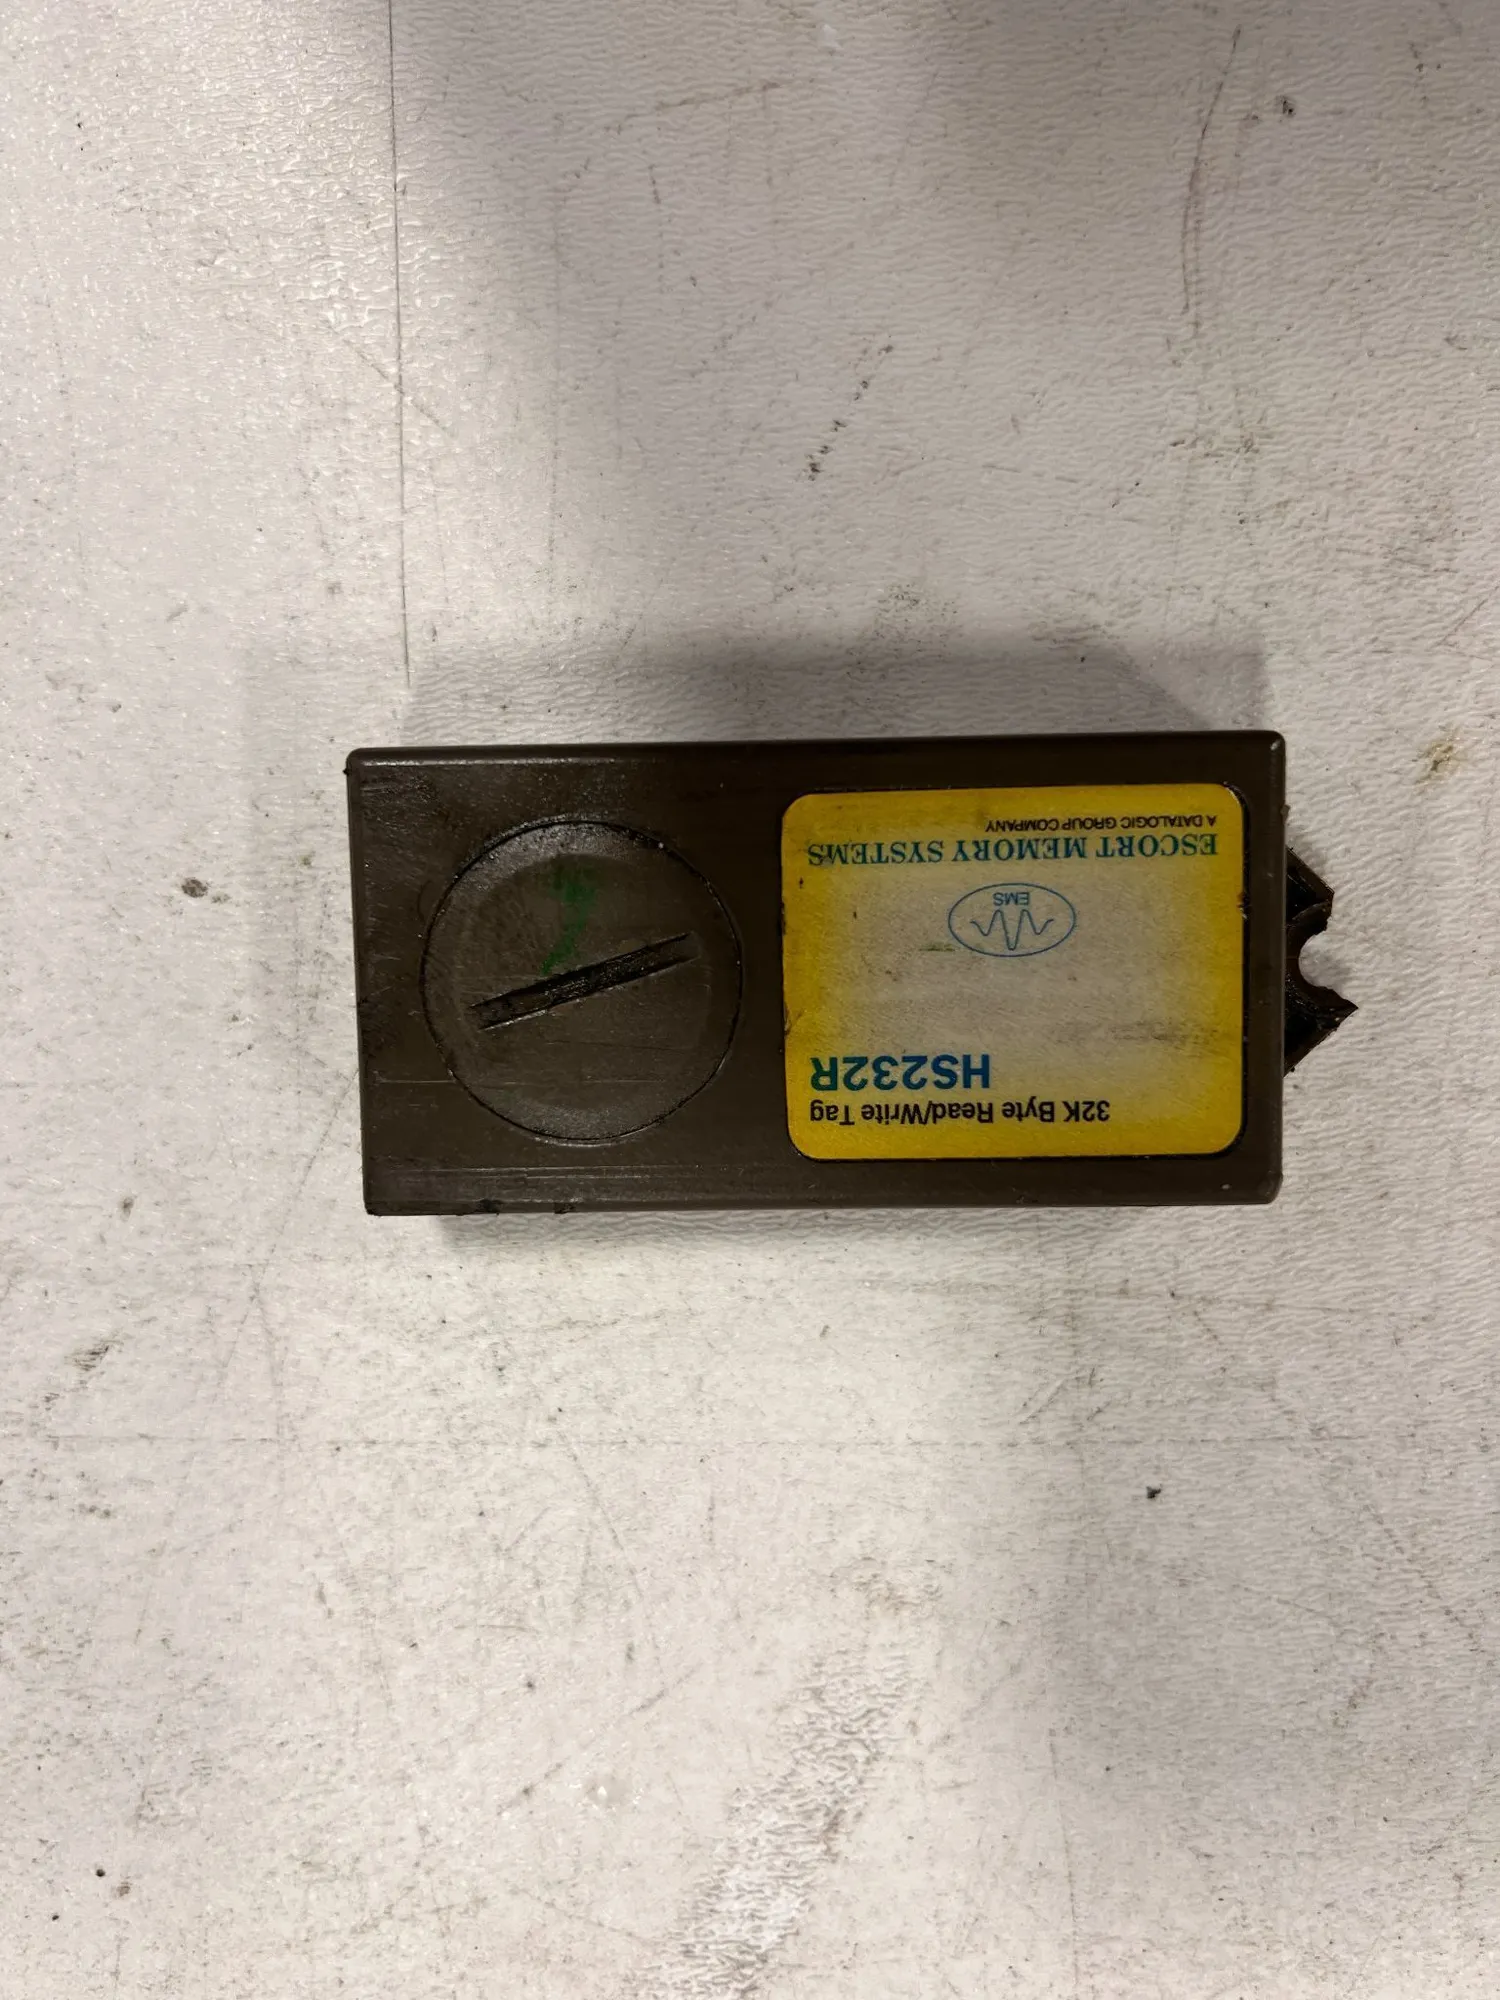 32K Byte Read/Write Tag
HS232R
EMS
ESCORT MEMORY SYSTEMS
A DATALOGIC GROUP COMPANY